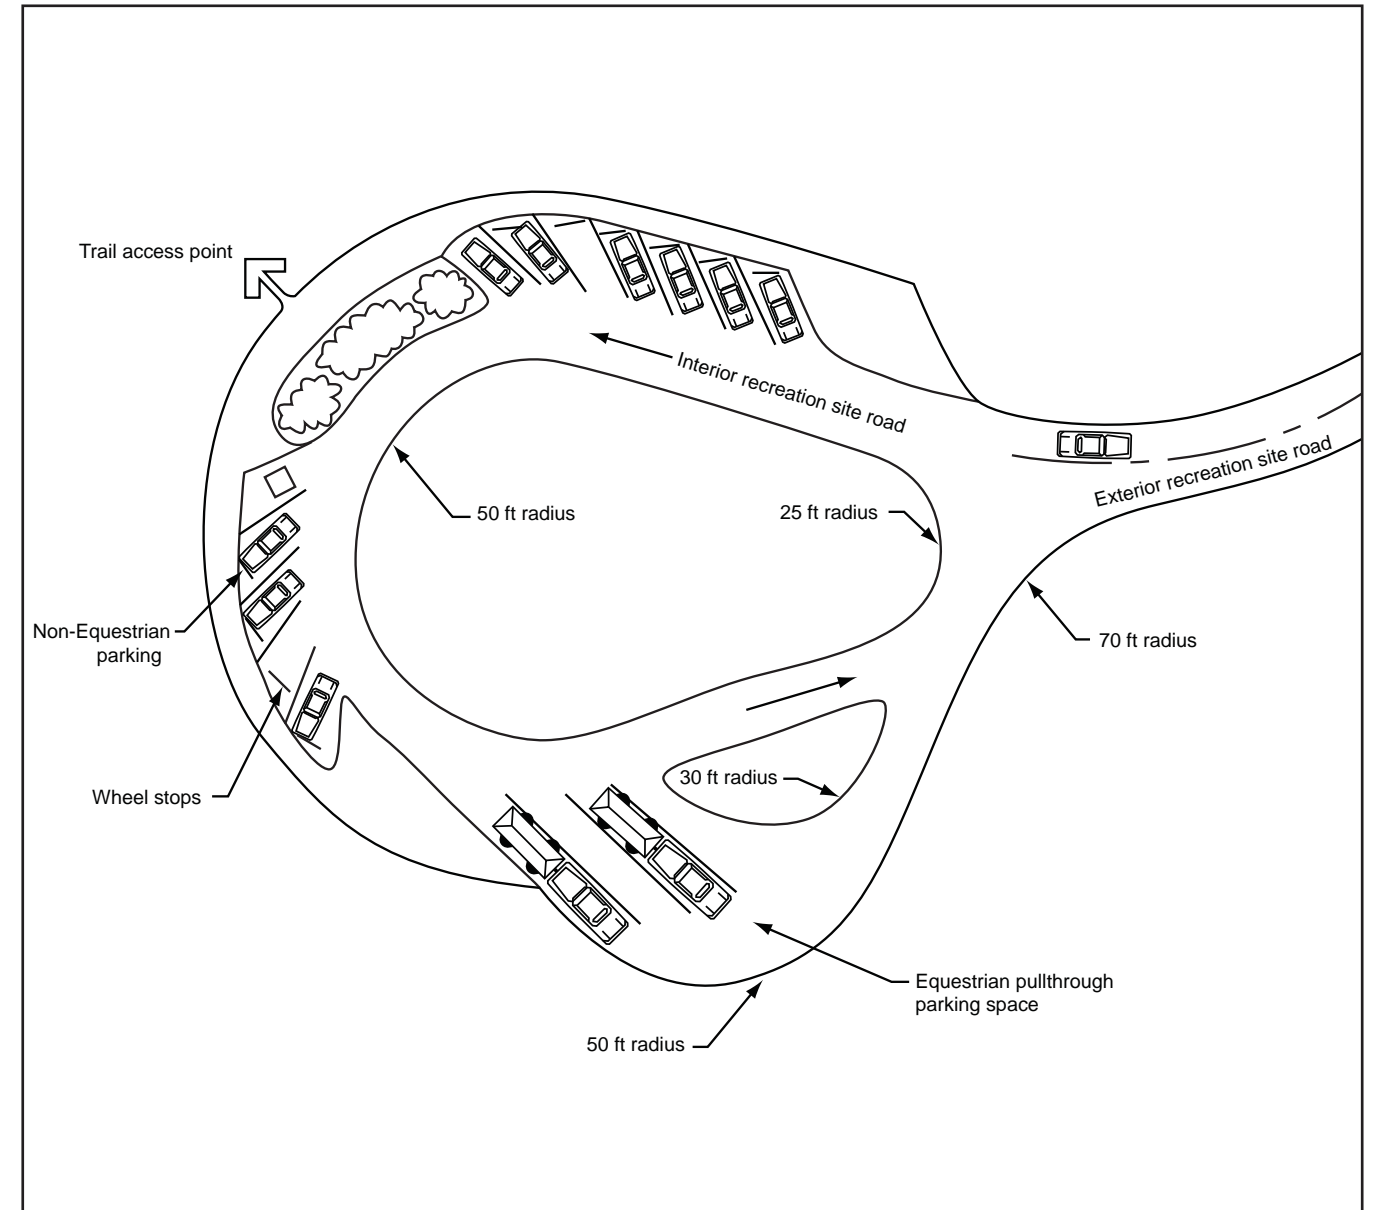 Trail access point
Interior recreation site road
Exterior recreation site road
50 ft radius
25 ft radius
Non-Equestrian
parking
70 ft radius
Wheel stops
30 ft radius
Equestrian pullthrough
parking space
50 ft radius